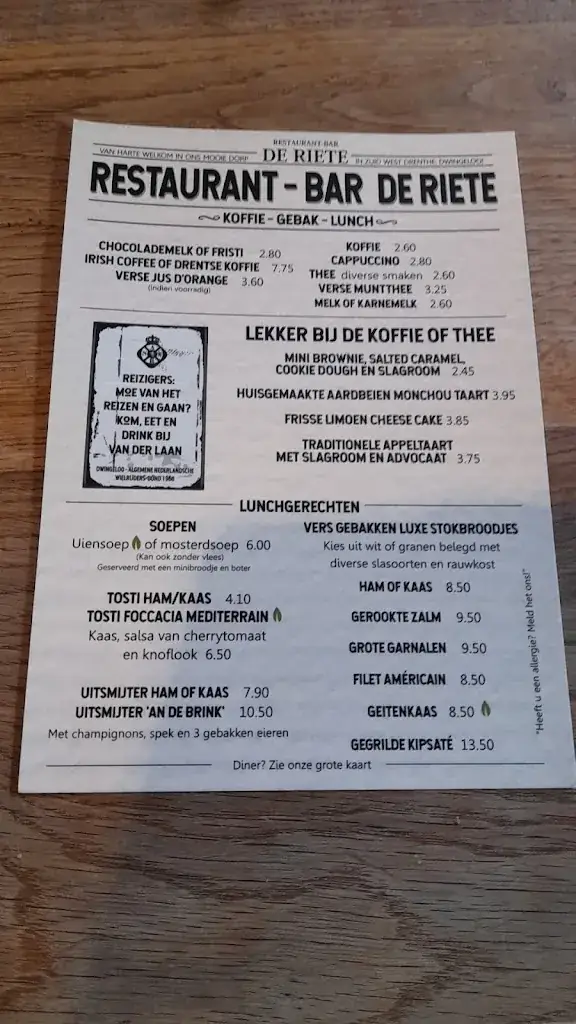 RESTAURANT-BAR
VAN HARTE WELKOM IN ONS MOOIE DORP DE RIETE IN ZUID WEST DRENTHE, DWINGELOO!
RESTAURANT - BAR DE RIETE
KOFFIE - GEBAK - LUNCH
CHOCOLADEMELK OF FRISTI 2.80
IRISH COFFEE OF DRENTSE KOFFIE 7.75
VERSE JUS D'ORANGE 3.60
(indien voorradig)
KOFFIE 2.60
CAPPUCCINO 2.80
THEE diverse smaken 2.60
VERSE MUNTTHEE 3.25
MELK OF KARNEMELK 2.60
REIZIGERS:
MOE VAN HET
REIZEN EN GAAN?
KOM, EET EN
DRINK BIJ
VAN DER LAAN
DWINGELOO - ALGEMENE NEDERLANDSCHE
WIELRIJDERS-BOND 1988
LEKKER BIJ DE KOFFIE OF THEE
MINI BROWNIE, SALTED CARAMEL,
COOKIE DOUGH EN SLAGROOM 2.45
HUISGEMAAKTE AARDBEIEN MONCHOU TAART 3.95
FRISSE LIMOEN CHEESE CAKE 3.85
TRADITIONELE APPELTAART
MET SLAGROOM EN ADVOCAAT 3.75
LUNCHGERECHTEN
SOEPEN
Uiensoep of mosterdsoep 6.00
(Kan ook zonder vlees)
Geserveerd met een minibroodje en boter
TOSTI HAM/KAAS 4.10
TOSTI FOCCACIA MEDITERRAIN
Kaas, salsa van cherrytomaat
en knoflook 6.50
UITSMIJTER HAM OF KAAS 7.90
UITSMIJTER 'AN DE BRINK' 10.50
Met champignons, spek en 3 gebakken eieren
VERS GEBAKKEN LUXE STOKBROODJES
Kies uit wit of granen belegd met
diverse slasoorten en rauwkost
HAM OF KAAS 8.50
GEROOKTE ZALM 9.50
GROTE GARNALEN 9.50
FILET AMÉRICAIN 8.50
GEITENKAAS 8.50
GEGRILDE KIPSATÉ 13.50
"Heeft u een allergie? Meld het ons!"
Diner? Zie onze grote kaart